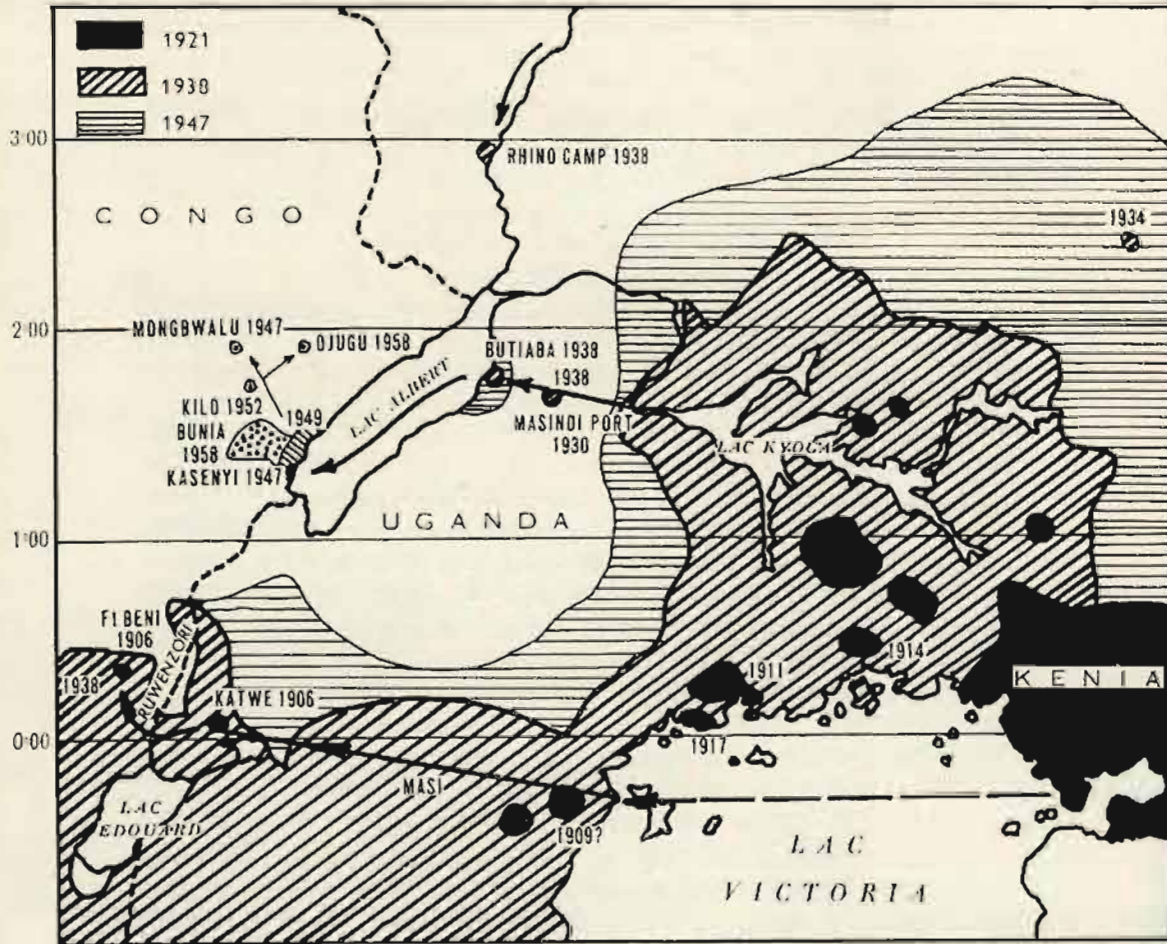 1921
1938
1947
3°00
RHINO CAMP 1938
CONGO
1934
2°00
MONGBWALU 1947
OJUGU 1958
BUTIABA 1938
1938
LAC ALBERT
KILO 1952
1949
MASINDI PORT
1930
BUNIA
1958
KASENYI 1947
LAC KYOGA
UGANDA
1°00
Ft BENI
1906
RUWENZORI
1938
KATWE 1906
1911
1914
KENIA
1917
0°00
MASI
LAC
EDOUARD
1909?
LAC
VICTORIA